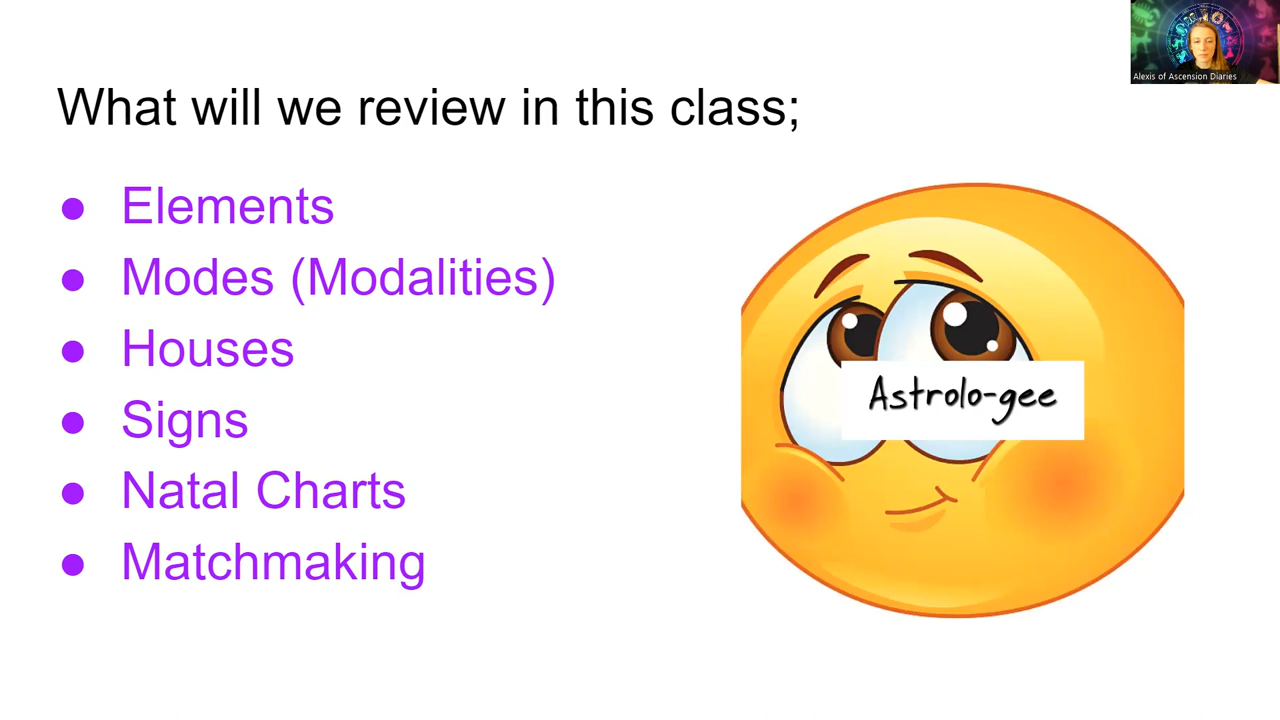 Alexis of Ascension Diaries
What will we review in this class;
● Elements
● Modes (Modalities)
● Houses
● Signs
● Natal Charts
● Matchmaking
Astrolo-gee